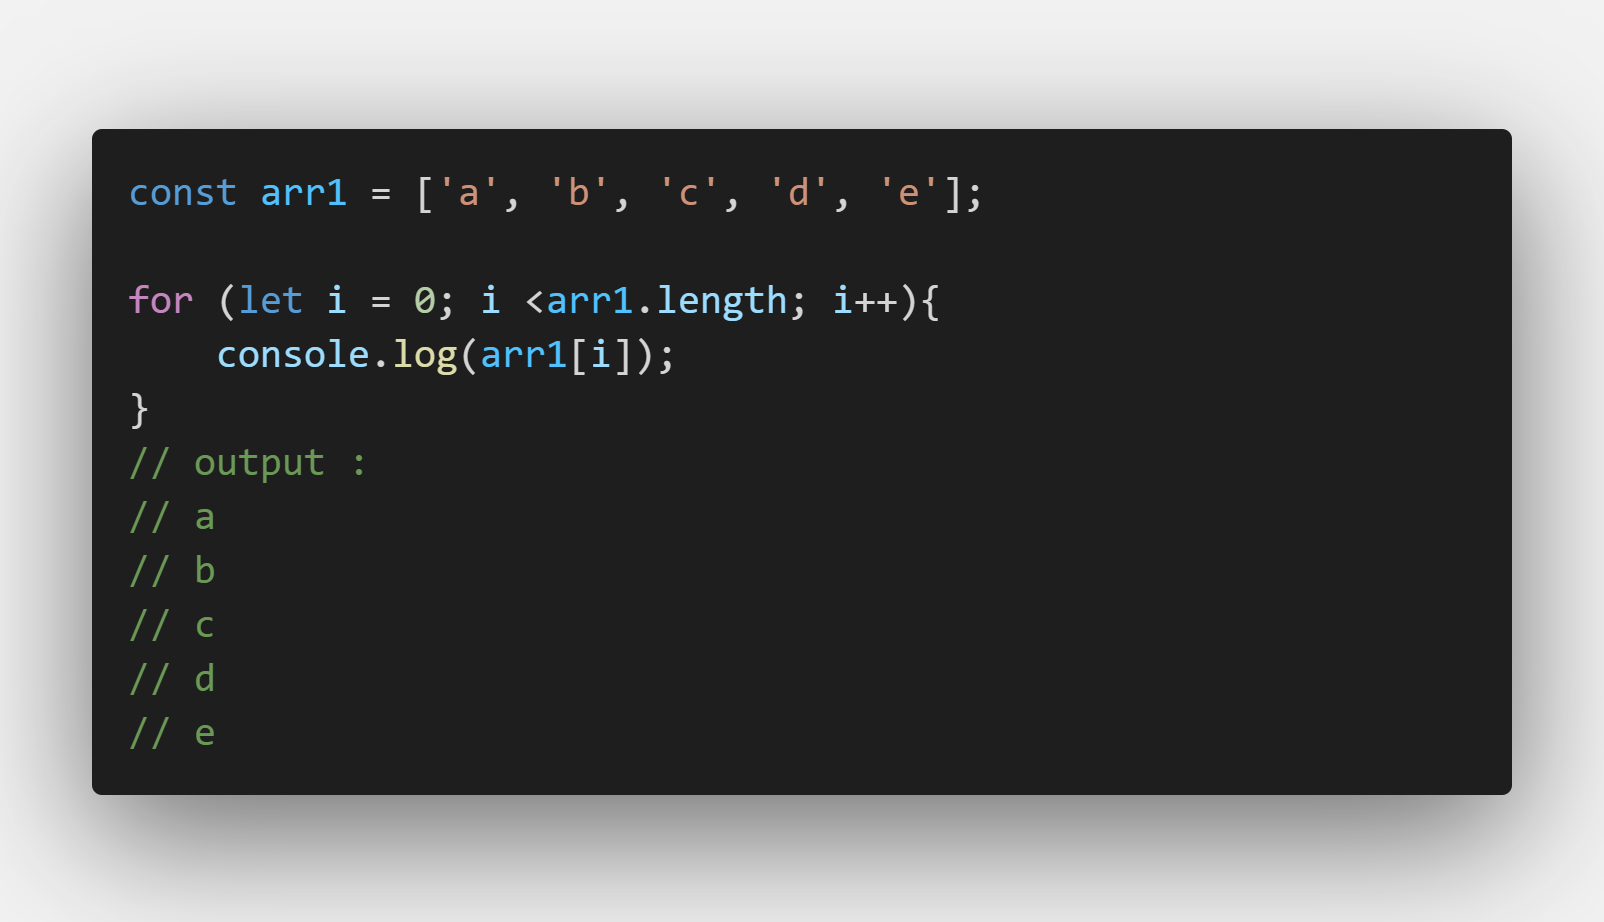 const arr1 = ['a', 'b', 'c', 'd', 'e'];
for (let i = 0; i <arr1.length; i++){
    console.log(arr1[i]);
}
// output :
// a
// b
// c
// d
// e